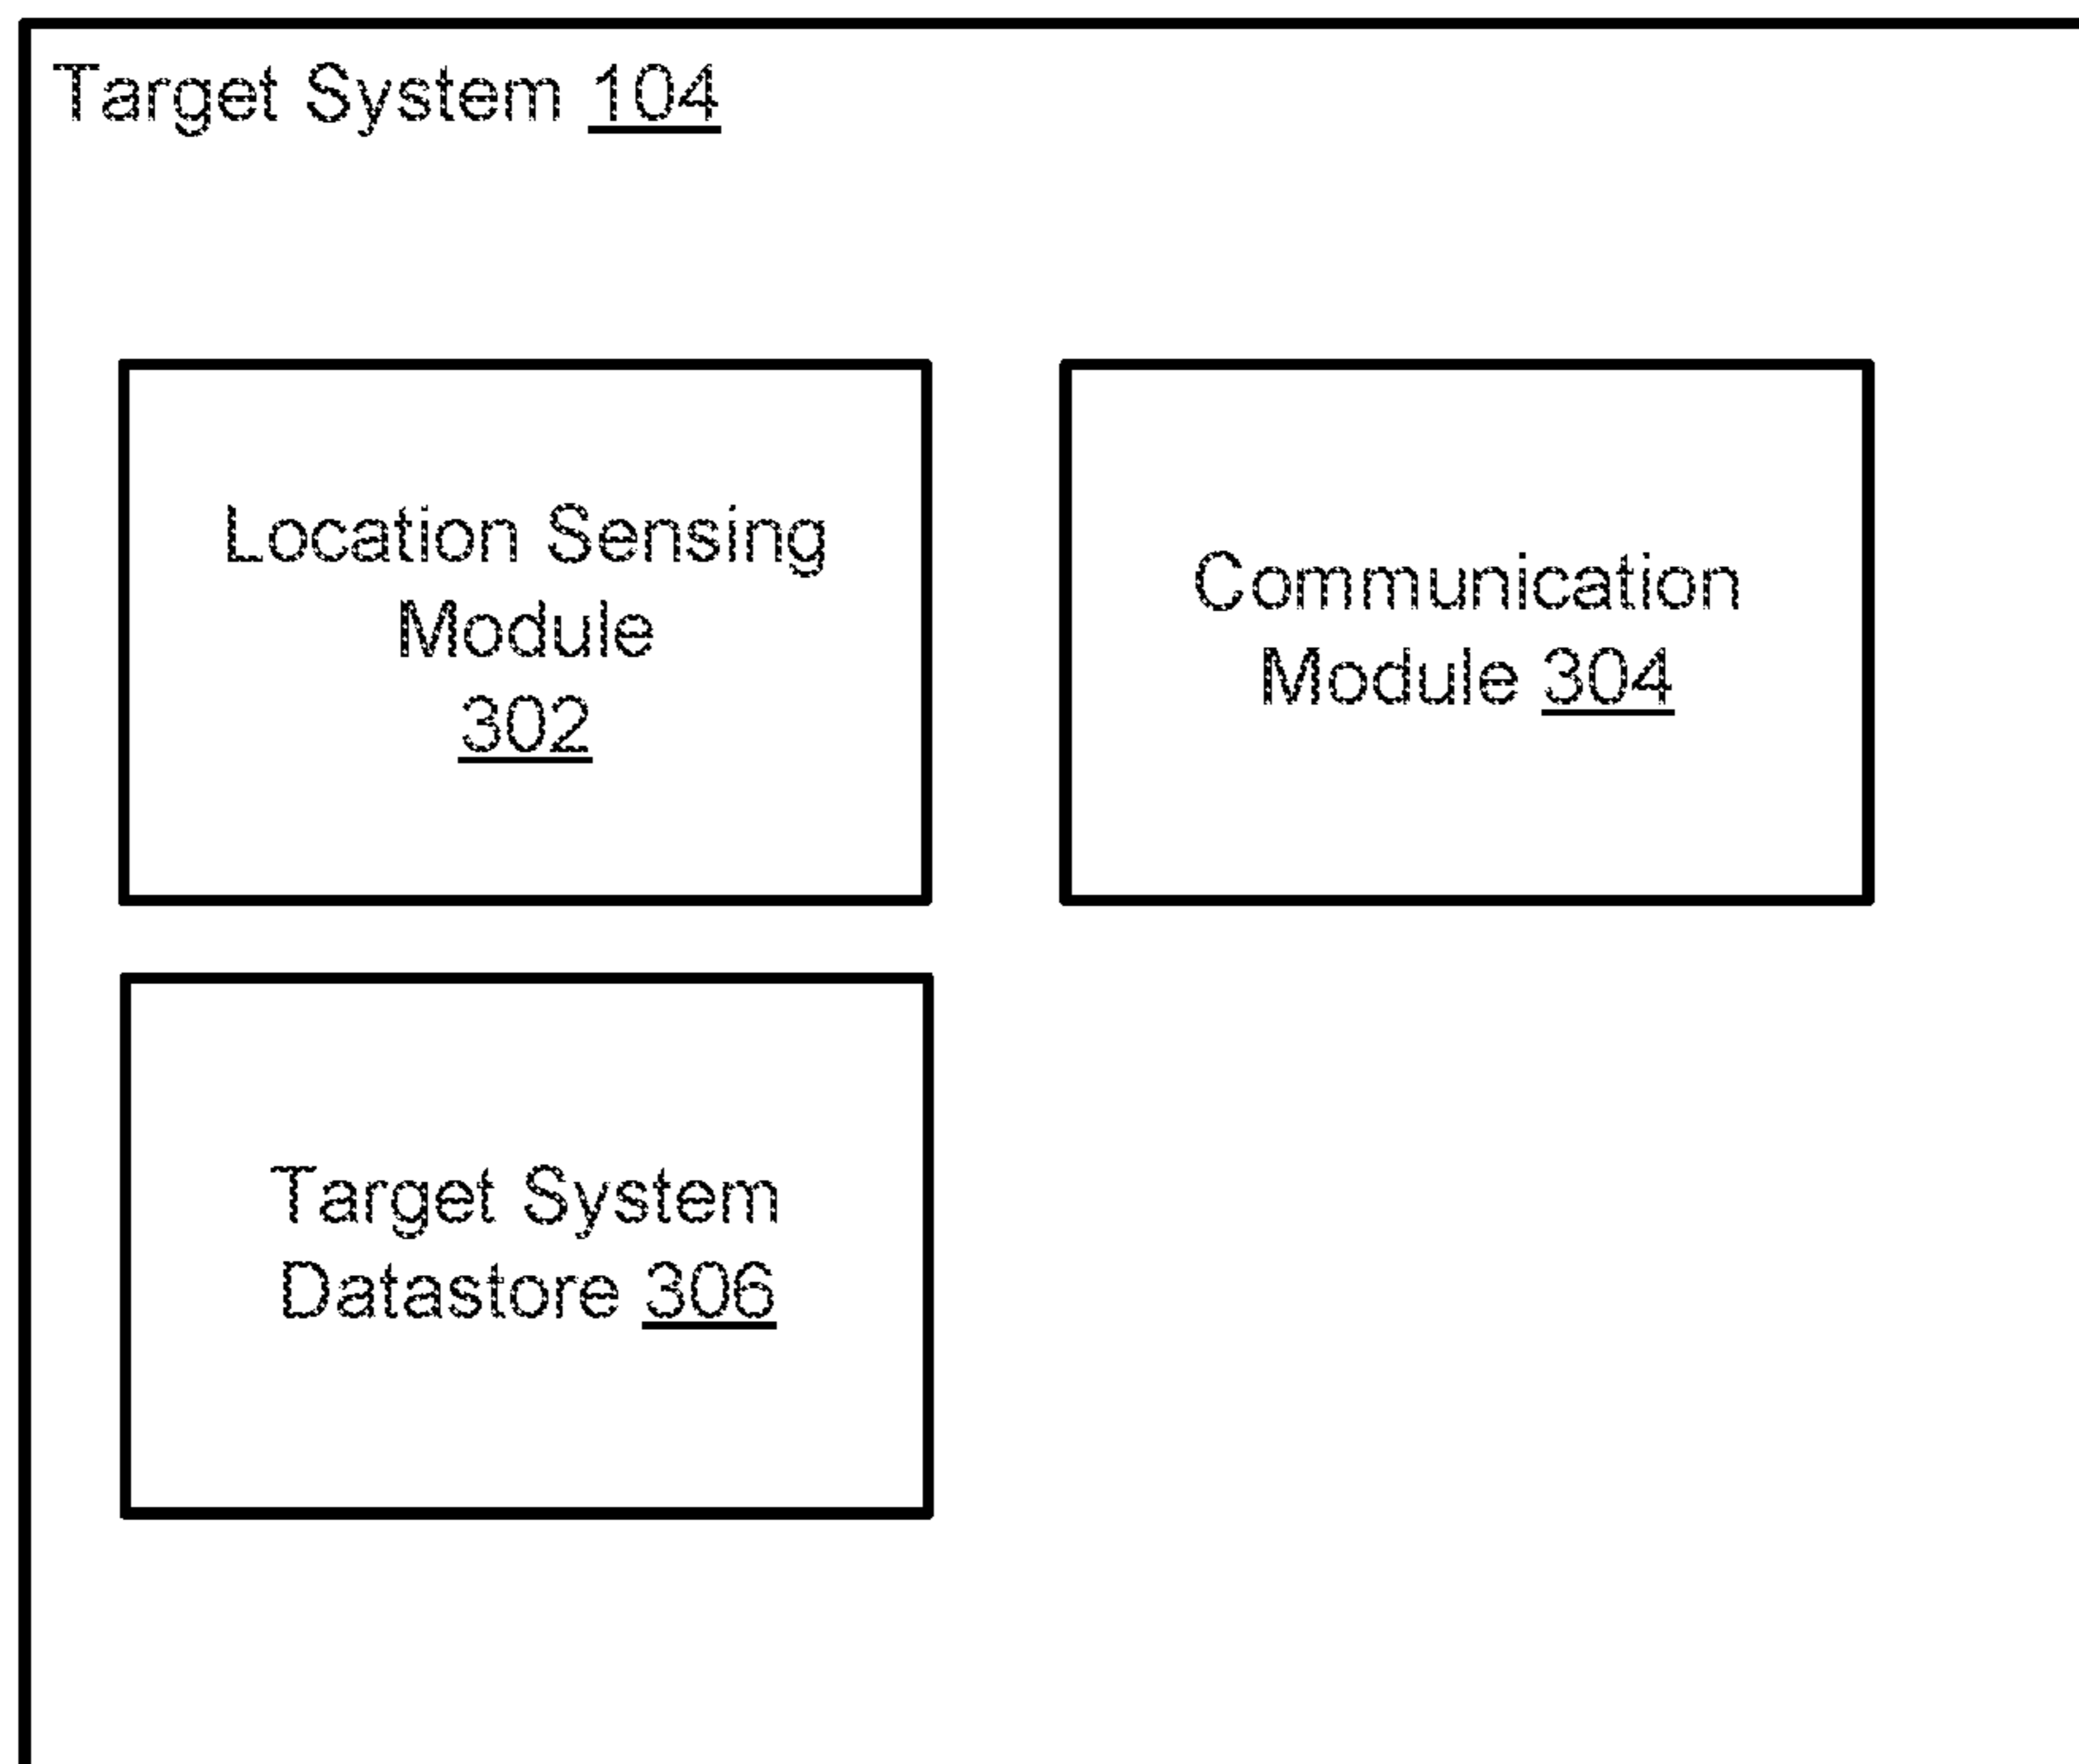 Target System 104
Location Sensing
Module
302
Communication
Module 304
Target System
Datastore 306